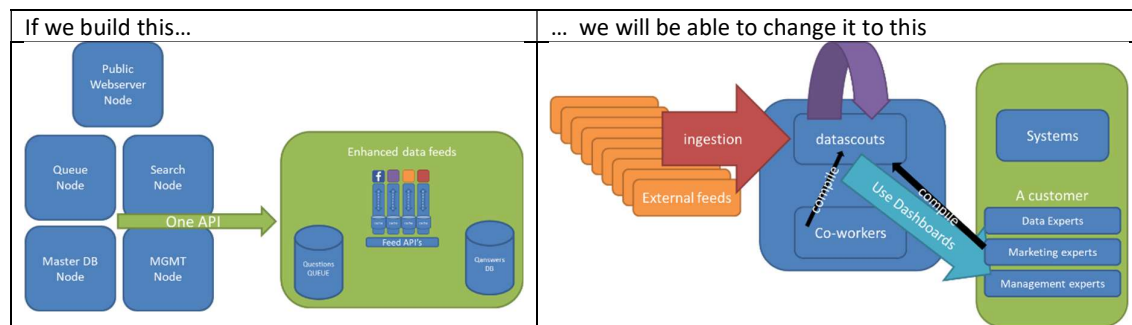 If we build this…
… we will be able to change it to this
Public
Webserver
Node
Queue
Node
Search
Node
One API
Master DB
Node
MGMT
Node
Enhanced data feeds
f
Feed API's
Questions
QUEUE
Qanswers
DB
ingestion
External feeds
datascouts
compile
Co-workers
Use Dashboards
compile
Systems
A customer
Data Experts
Marketing experts
Management experts